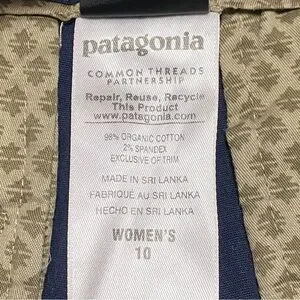 patagonia
COMMON THREADS
PARTNERSHIP
Repair, Reuse, Recycle
This Product
www.patagonia.com
98% ORGANIC COTTON
2% SPANDEX
EXCLUSIVE OF TRIM
MADE IN SRI LANKA
FABRIQUÉ AU SRI LANKA
HECHO EN SRI LANKA
WOMEN'S
10